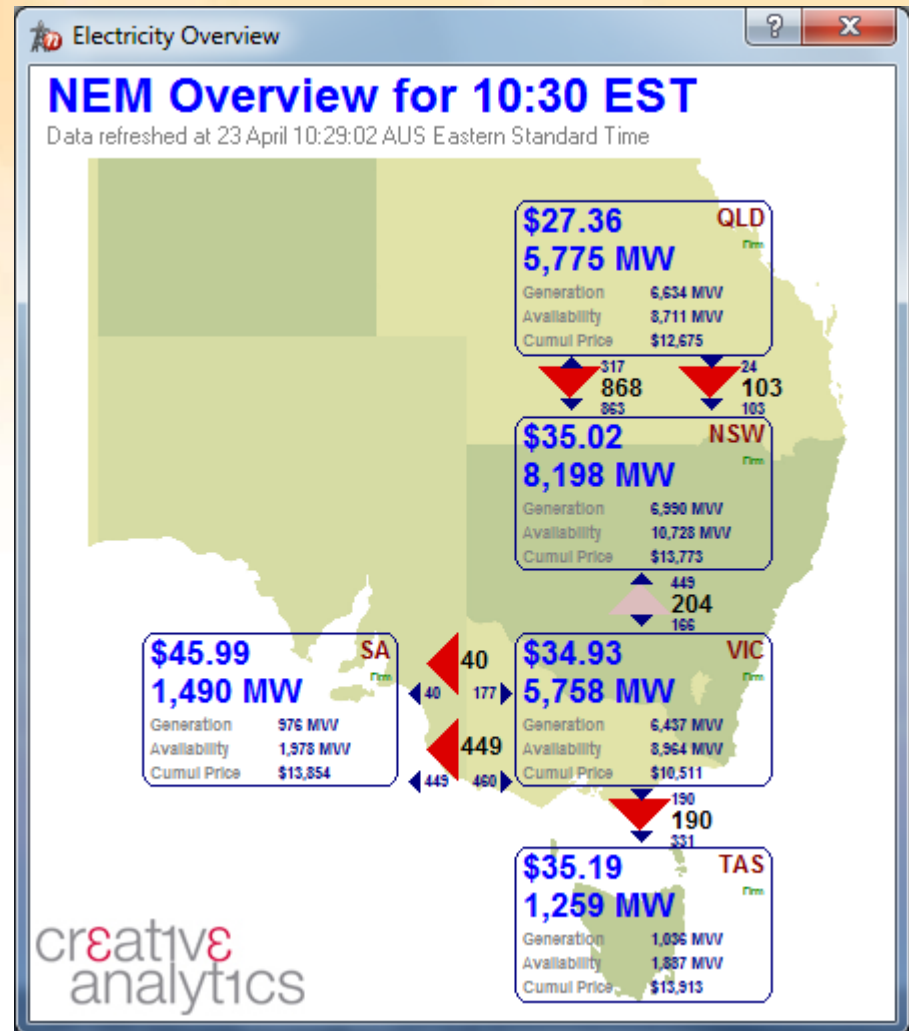 Electricity Overview
NEM Overview for 10:30 EST
Data refreshed at 23 April 10:29:02 AUS Eastern Standard Time
$27.36 QLD
5,775 MW Firm
Generation 6,634 MW
Availability 8,711 MW
Cumul Price $12,675
317 24
868 103
863 103
$35.02 NSW
8,198 MW Firm
Generation 6,990 MW
Availability 10,728 MW
Cumul Price $13,773
449
204
166
$45.99 SA
1,490 MW Firm
Generation 976 MW
Availability 1,978 MW
Cumul Price $13,854
40
40 177
449
449 460
$34.93 VIC
5,758 MW Firm
Generation 6,437 MW
Availability 8,964 MW
Cumul Price $10,511
190
190
331
$35.19 TAS
1,259 MW Firm
Generation 1,036 MW
Availability 1,887 MW
Cumul Price $13,913
creative
analytics